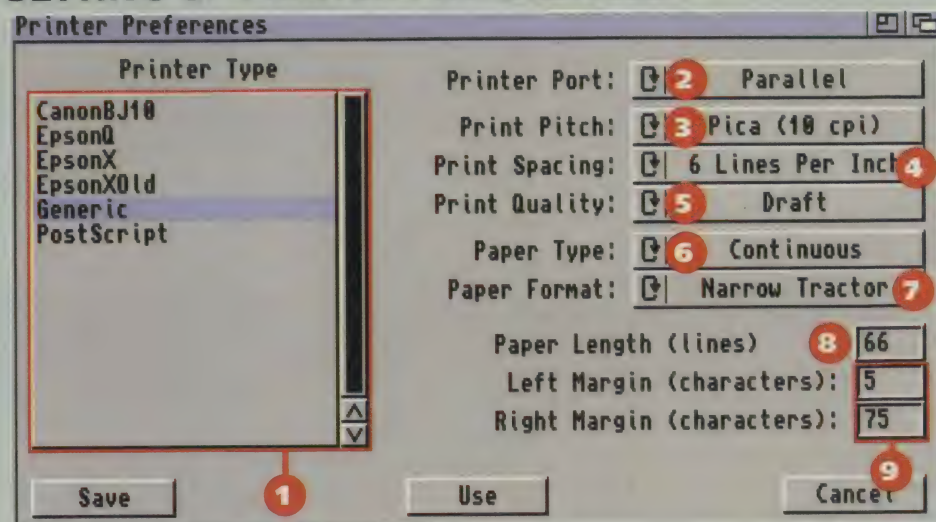 Printer Preferences
Printer Type
CanonBJ10
EpsonQ
EpsonX
EpsonXOld
Generic
PostScript
Printer Port: 2 Parallel
Print Pitch: 3 Pica (10 cpi)
Print Spacing: 6 Lines Per Inch 4
Print Quality: 5 Draft
Paper Type: 6 Continuous
Paper Format: Narrow Tractor 7
Paper Length (lines) 8 66
Left Margin (characters): 5
Right Margin (characters): 75
9
Save 1 Use Cancel